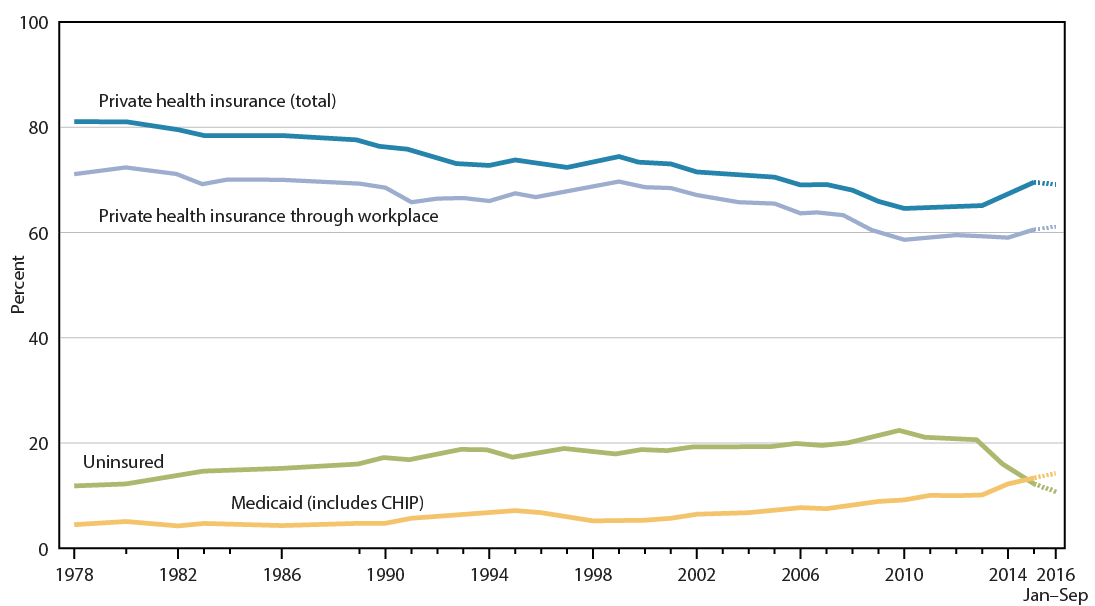 100
Private health insurance (total)
80
Private health insurance through workplace
60
Percent
40
20
Uninsured
Medicaid (includes CHIP)
0
1978 1982 1986 1990 1994 1998 2002 2006 2010 2014 2016
Jan–Sep